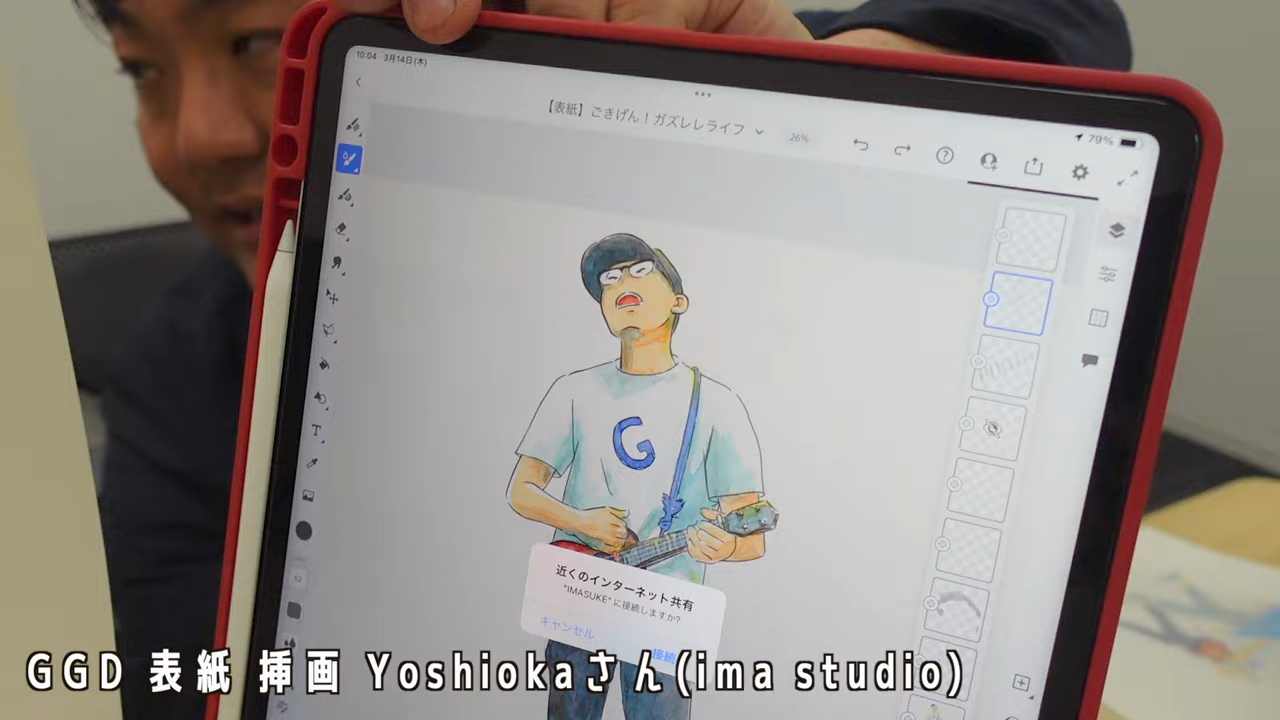 10:04 3月14日(木)
79%
【表紙】ごきげん！ガズレレライフ
26%
T
G
近くのインターネット共有
"IMASUKE"に接続しますか?
キャンセル
接続
GGD 表紙 挿画 Yoshiokaさん(ima studio)